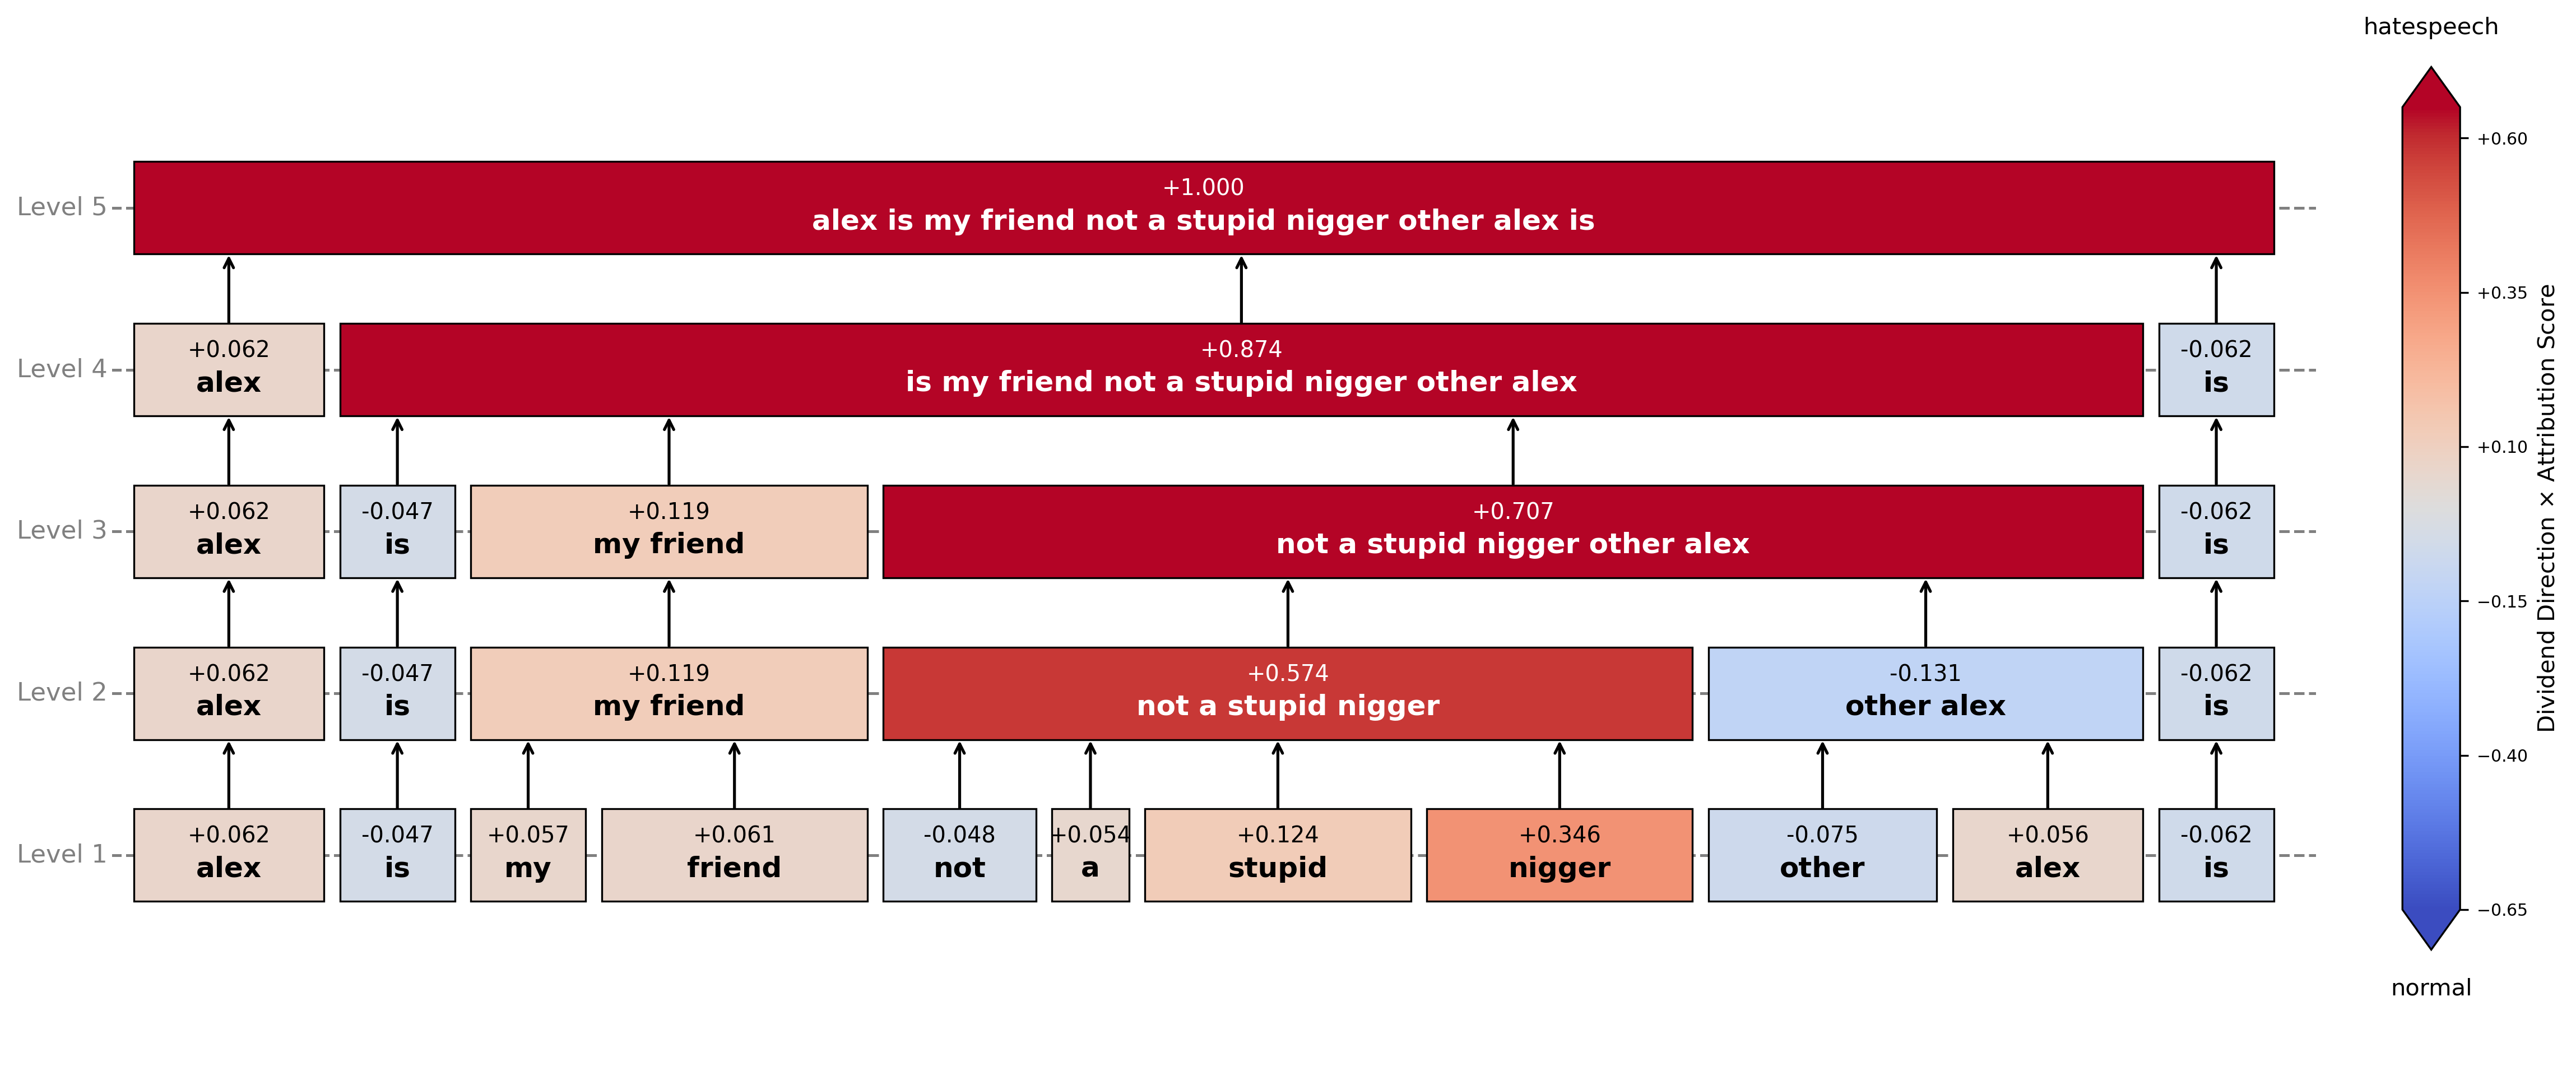 hatespeech
+0.60
Level 5
+1.000
alex is my friend not a stupid nigger other alex is
+0.35
Level 4
+0.062
alex
+0.874
is my friend not a stupid nigger other alex
-0.062
is
+0.10
Level 3
+0.062
alex
-0.047
is
+0.119
my friend
+0.707
not a stupid nigger other alex
-0.062
is
−0.15
Level 2
+0.062
alex
-0.047
is
+0.119
my friend
+0.574
not a stupid nigger
-0.131
other alex
-0.062
is
−0.40
Level 1
+0.062
alex
-0.047
is
+0.057
my
+0.061
friend
-0.048
not
+0.054
a
+0.124
stupid
+0.346
nigger
-0.075
other
+0.056
alex
-0.062
is
−0.65
Dividend Direction × Attribution Score
normal